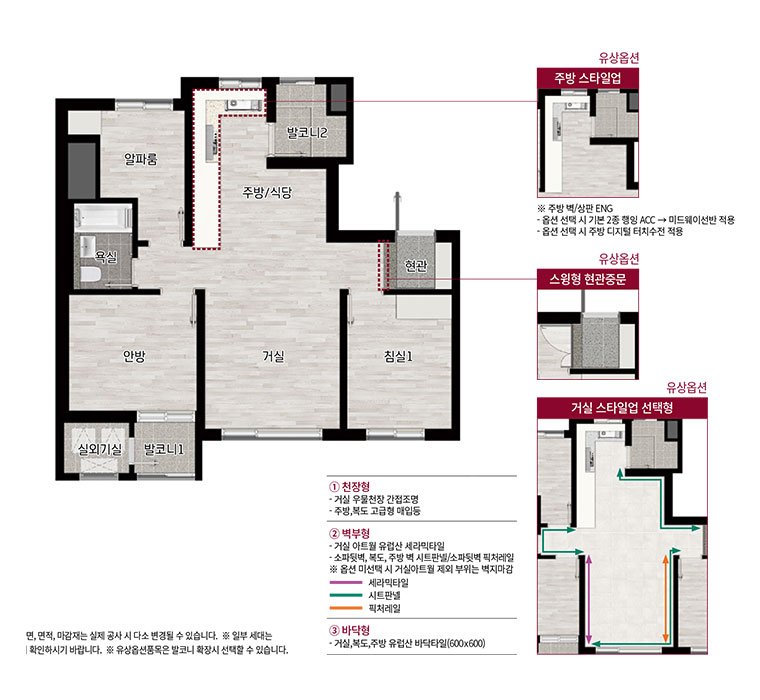 유상옵션
주방 스타일업
발코니2
알파룸
주방/식당
※ 주방 벽/상판 ENG
- 옵션 선택 시 기본 2종 행잉 ACC → 미드웨이선반 적용
- 옵션 선택 시 주방 디지털 터치수전 적용
욕실
현관
유상옵션
스윙형 현관중문
안방
거실
침실1
유상옵션
거실 스타일업 선택형
실외기실
발코니1
① 천장형
- 거실 우물천장 간접조명
- 주방,복도 고급형 매입등
② 벽부형
- 거실 아트월 유럽산 세라믹타일
- 소파뒷벽, 복도, 주방 벽 시트판넬/소파뒷벽 픽처레일
※ 옵션 미선택 시 거실아트월 제외 부위는 벽지마감
세라믹타일
시트판넬
픽처레일
③ 바닥형
- 거실,복도,주방 유럽산 바닥타일(600x600)
면, 면적, 마감재는 실제 공사 시 다소 변경될 수 있습니다. ※ 일부 세대는
확인하시기 바랍니다. ※ 유상옵션품목은 발코니 확장시 선택할 수 있습니다.